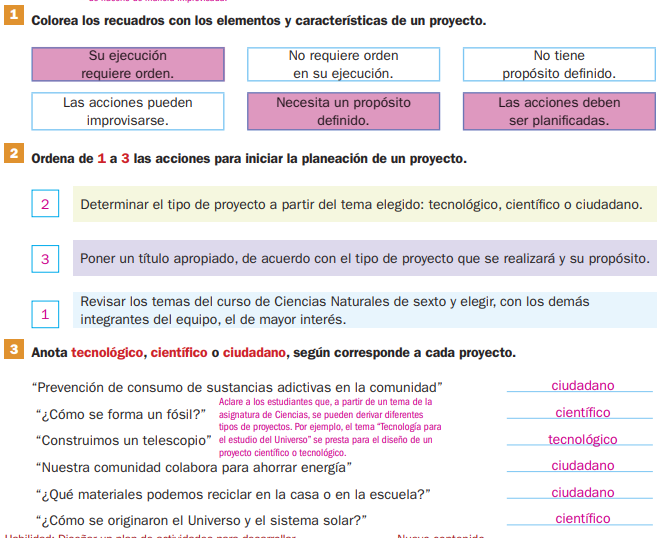 1 Colorea los recuadros con los elementos y características de un proyecto.
Su ejecución
requiere orden.
No requiere orden
en su ejecución.
No tiene
propósito definido.
Las acciones pueden
improvisarse.
Necesita un propósito
definido.
Las acciones deben
ser planificadas.
2 Ordena de 1 a 3 las acciones para iniciar la planeación de un proyecto.
2 Determinar el tipo de proyecto a partir del tema elegido: tecnológico, científico o ciudadano.
3 Poner un título apropiado, de acuerdo con el tipo de proyecto que se realizará y su propósito.
1 Revisar los temas del curso de Ciencias Naturales de sexto y elegir, con los demás
integrantes del equipo, el de mayor interés.
3 Anota tecnológico, científico o ciudadano, según corresponde a cada proyecto.
“Prevención de consumo de sustancias adictivas en la comunidad” ciudadano
“¿Cómo se forma un fósil?” científico
“Construimos un telescopio” tecnológico
Aclare a los estudiantes que, a partir de un tema de la
asignatura de Ciencias, se pueden derivar diferentes
tipos de proyectos. Por ejemplo, el tema “Tecnología para
el estudio del Universo” se presta para el diseño de un
proyecto científico o tecnológico.
“Nuestra comunidad colabora para ahorrar energía” ciudadano
“¿Qué materiales podemos reciclar en la casa o en la escuela?” ciudadano
“¿Cómo se originaron el Universo y el sistema solar?” científico